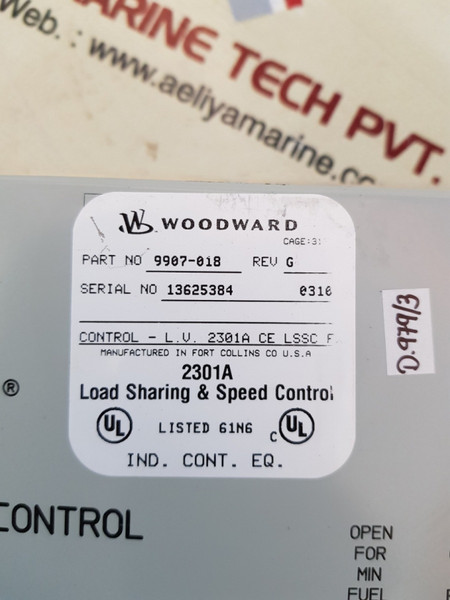 MARINE TECH PVT.
Web. : www.aeliyamarine.co
WOODWARD
CAGE:3
PART NO 9907-018 REV G
SERIAL NO 13625384 0310
CONTROL - L.V. 2301A CE LSSC F
MANUFACTURED IN FORT COLLINS CO U.S.A
2301A
Load Sharing & Speed Control
®
UL LISTED 61N6 C UL
IND. CONT. EQ.
D.979/3
CONTROL
OPEN
FOR
MIN
FUEL